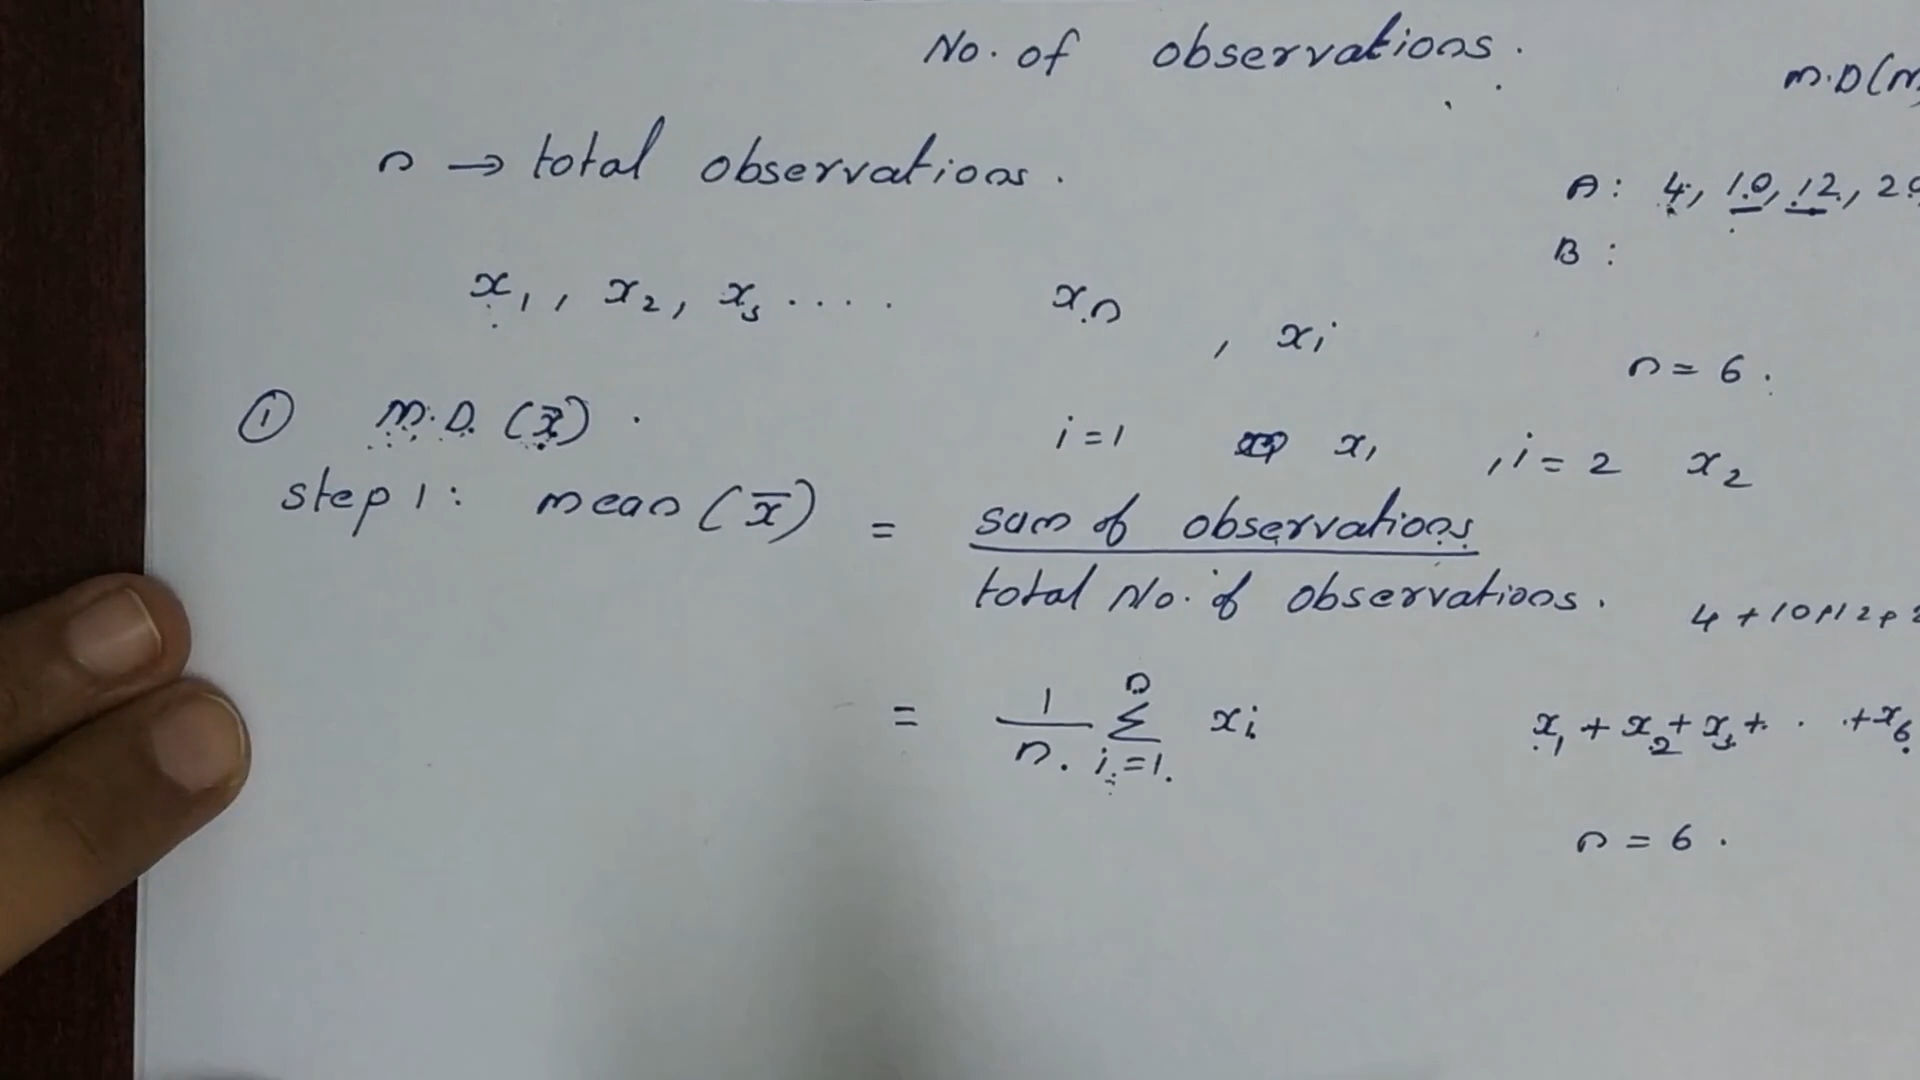 No. of observations.
M.D(M
n → total observations.
A: 4, 10, 12, 20
B:
x₁, x₂, x₃ .... xₙ , xᵢ
n = 6.
① M.D. (x̄).
i = 1 x₁ , i = 2 x₂
step 1: mean (x̄) = sum of observations / total No. of observations.
4 + 10 + 12 + 2
= 1/n. Σⁿᵢ₌₁. xᵢ
x₁ + x₂ + x₃ + . . + x₆
n = 6.